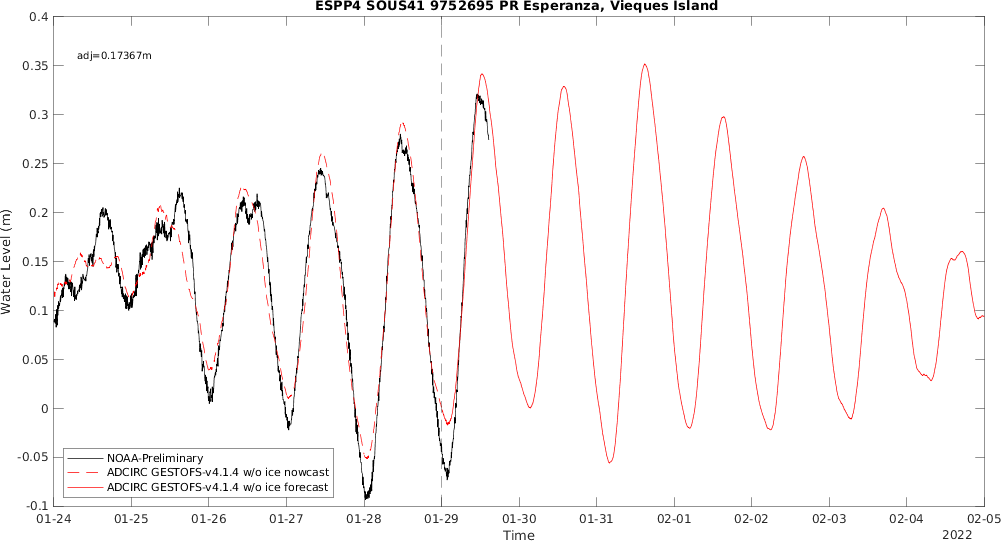 ESPP4 SOUS41 9752695 PR Esperanza, Vieques Island
0.4
0.35
0.3
0.25
0.2
0.15
0.1
0.05
0
-0.05
-0.1
Water Level (m)
adj=0.17367m
NOAA-Preliminary
ADCIRC GESTOFS-v4.1.4 w/o ice nowcast
ADCIRC GESTOFS-v4.1.4 w/o ice forecast
01-24 01-25 01-26 01-27 01-28 01-29 01-30 01-31 02-01 02-02 02-03 02-04 02-05
Time
2022